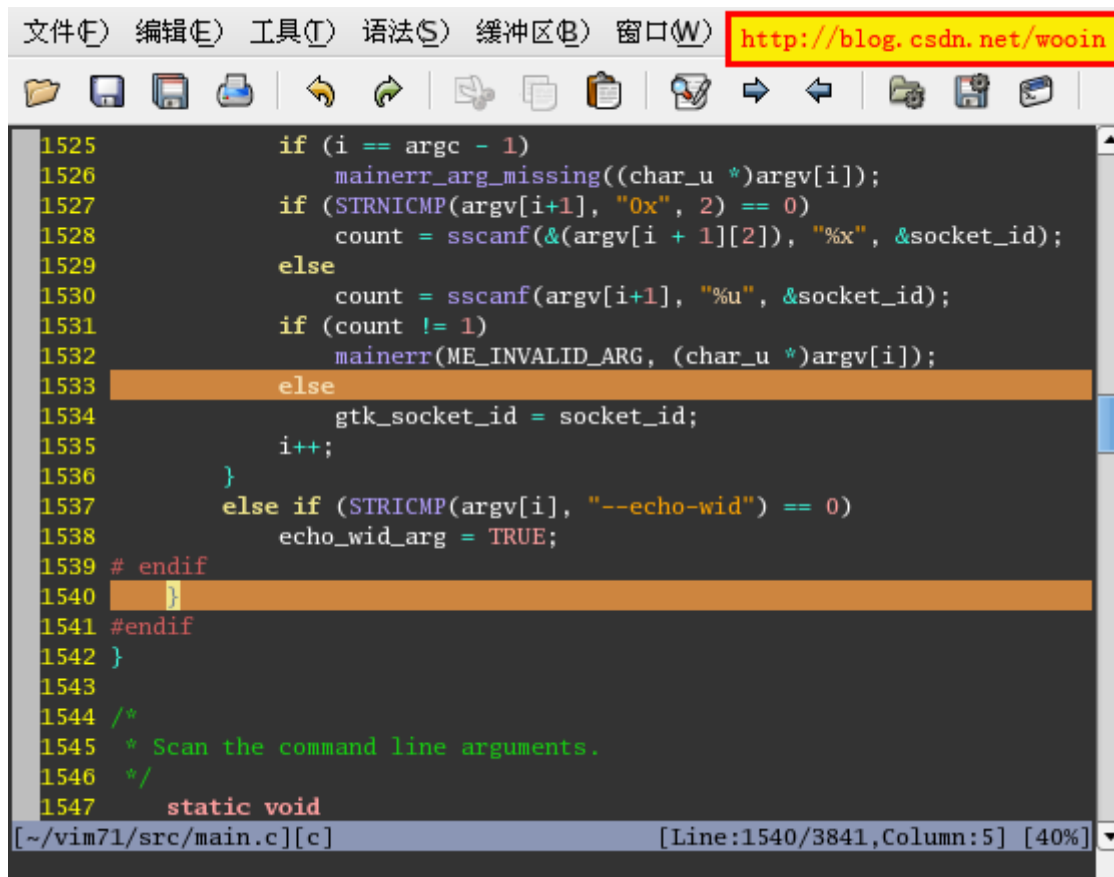 文件(F) 编辑(E) 工具(T) 语法(S) 缓冲区(B) 窗口(W) http://blog.csdn.net/wooin
1525 if (i == argc - 1)
1526 mainerr_arg_missing((char_u *)argv[i]);
1527 if (STRNICMP(argv[i+1], "0x", 2) == 0)
1528 count = sscanf(&(argv[i + 1][2]), "%x", &socket_id);
1529 else
1530 count = sscanf(argv[i+1], "%u", &socket_id);
1531 if (count != 1)
1532 mainerr(ME_INVALID_ARG, (char_u *)argv[i]);
1533 else
1534 gtk_socket_id = socket_id;
1535 i++;
1536 }
1537 else if (STRICMP(argv[i], "--echo-wid") == 0)
1538 echo_wid_arg = TRUE;
1539 # endif
1540 }
1541 #endif
1542 }
1543
1544 /*
1545 * Scan the command line arguments.
1546 */
1547 static void
[~/vim71/src/main.c][c] [Line:1540/3841,Column:5] [40%]